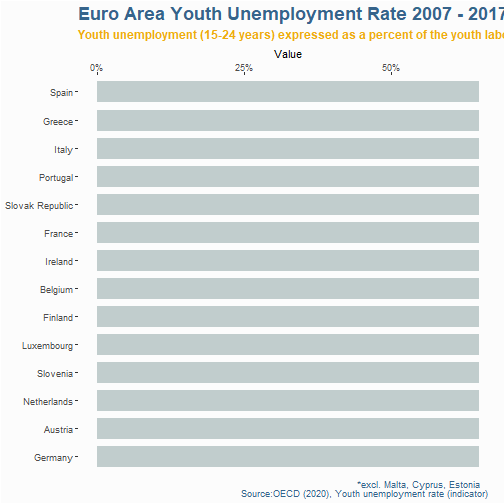 Euro Area Youth Unemployment Rate 2007 - 2017
Youth unemployment (15-24 years) expressed as a percent of the youth
Value
0% 25% 50%
Spain
Greece
Italy
Portugal
Slovak Republic
France
Ireland
Belgium
Finland
Luxembourg
Slovenia
Netherlands
Austria
Germany
*excl. Malta, Cyprus, Estonia
Source:OECD (2020), Youth unemployment rate (indicator)